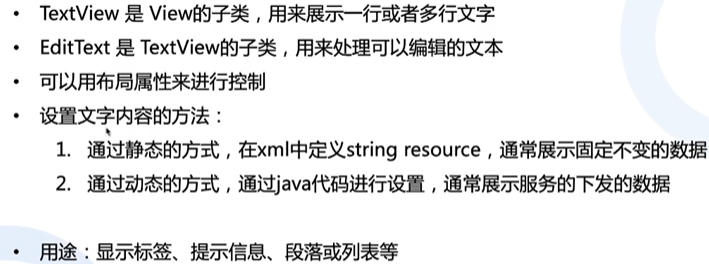 • TextView 是 View的子类，用来展示一行或者多行文字
• EditText 是 TextView的子类，用来处理可以编辑的文本
• 可以用布局属性来进行控制
• 设置文字内容的方法：
1. 通过静态的方式，在xml中定义string resource，通常展示固定不变的数据
2. 通过动态的方式，通过java代码进行设置，通常展示服务的下发的数据
• 用途：显示标签、提示信息、段落或列表等